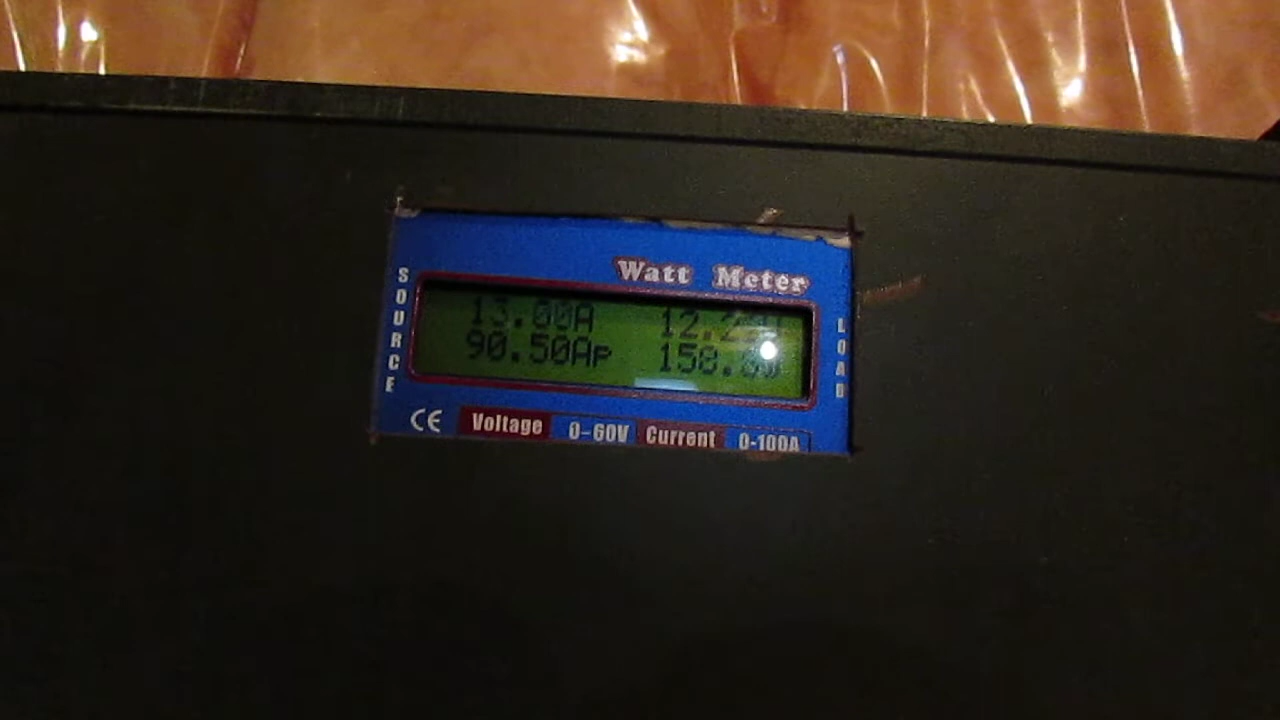 Watt Meter
SOURCE
13.00A
90.50Ap
LOAD
CE Voltage 0-60V Current 0-100A